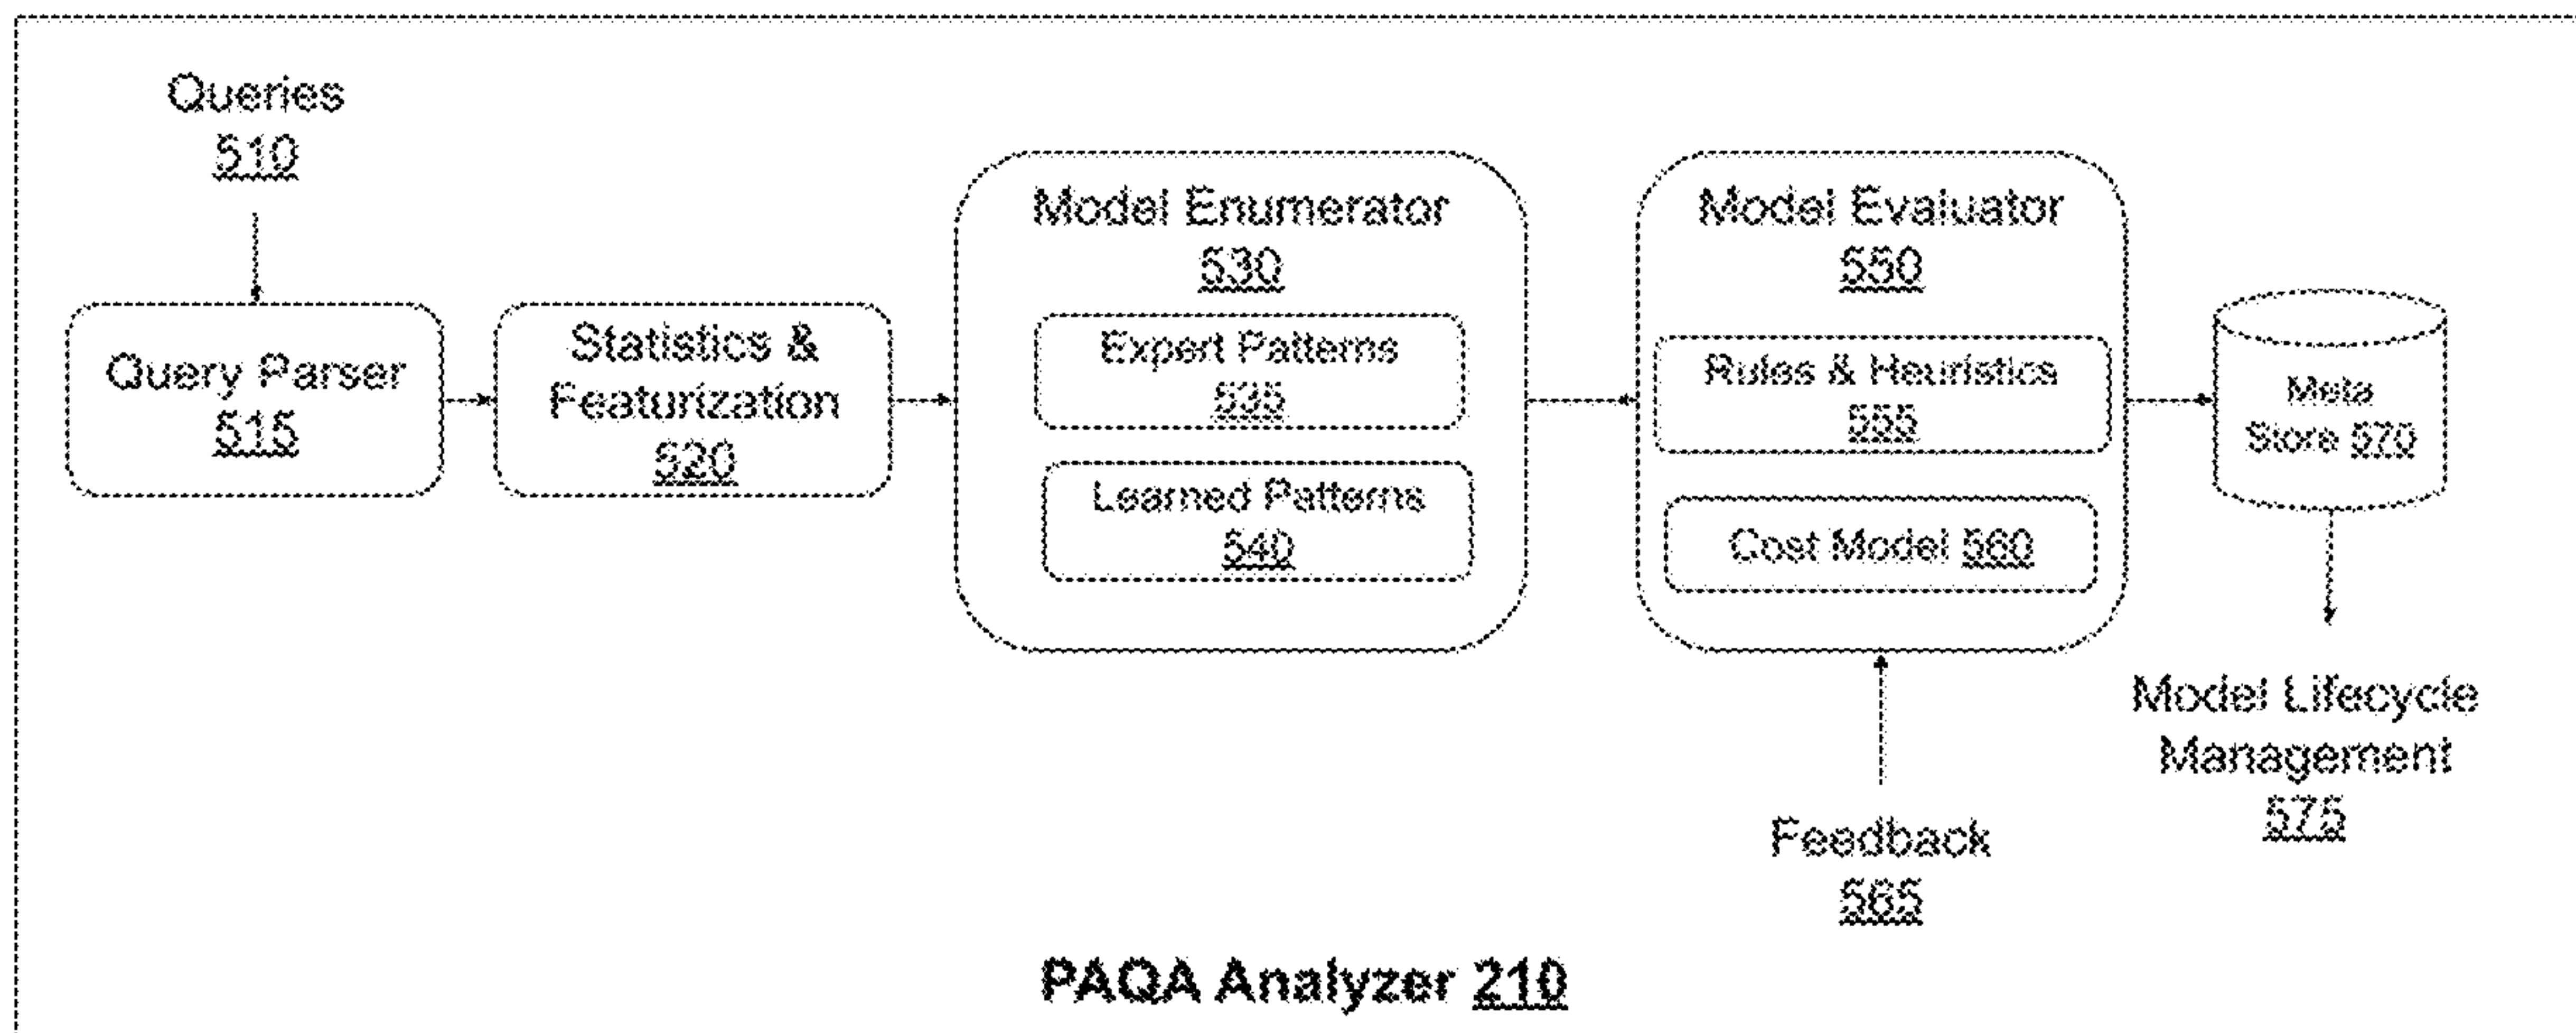 Queries
510
Query Parser
515
Statistics &
Featurization
520
Model Enumerator
530
Expert Patterns
535
Learned Patterns
540
Model Evaluator
550
Rules & Heuristics
555
Cost Model 560
Feedback
565
Meta
Store 570
Model Lifecycle
Management
575
PAQA Analyzer 210